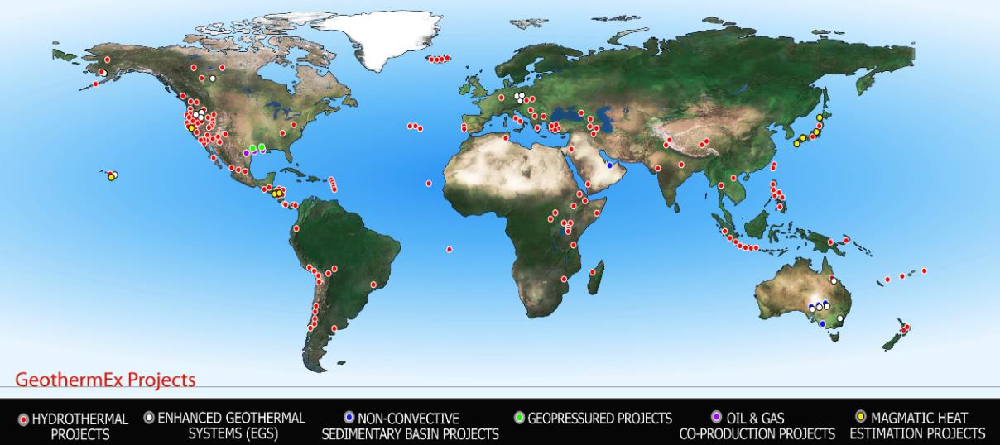 GeothermEx Projects
HYDROTHERMAL
PROJECTS
ENHANCED GEOTHERMAL
SYSTEMS (EGS)
NON-CONVECTIVE
SEDIMENTARY BASIN PROJECTS
GEOPRESSURED PROJECTS
OIL & GAS
CO-PRODUCTION PROJECTS
MAGMATIC HEAT
ESTIMATION PROJECTS